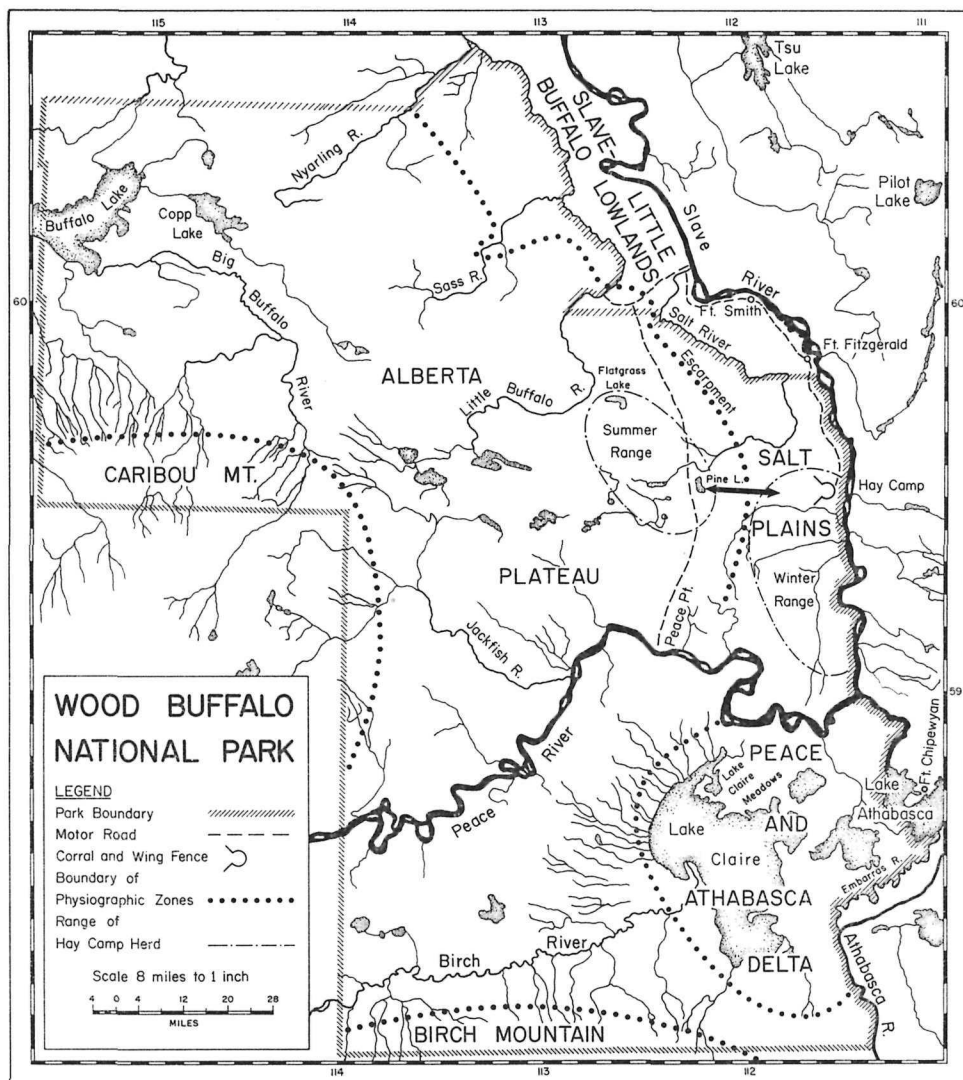 115
114
113
112
111
Tsu
Lake
Pilot
Lake
SLAVE-
BUFFALO
LITTLE
LOWLANDS
Slave
River
Nyarling R.
Buffalo Lake
Copp
Lake
Big
Buffalo
River
Sass R.
60
60
Ft. Smith
Salt River
Ft. Fitzgerald
Escarpment
ALBERTA
Little Buffalo R.
Flatgrass
Lake
Summer
Range
SALT
PLAINS
Pine L.
Hay Camp
CARIBOU MT.
PLATEAU
Winter
Range
Peace Pt.
Jackfish R.
59
Peace River
PEACE
AND
ATHABASCA
DELTA
Lake
Claire
Meadows
Lake
Claire
Lake
Athabasca
Ft. Chipewyan
Embarras R.
Athabasca R.
Birch River
BIRCH MOUNTAIN
WOOD BUFFALO
NATIONAL PARK
LEGEND
Park Boundary
Motor Road
Corral and Wing Fence
Boundary of
Physiographic Zones
Range of
Hay Camp Herd
Scale 8 miles to 1 inch
4 0 4 12 20 28
MILES
114
113
112